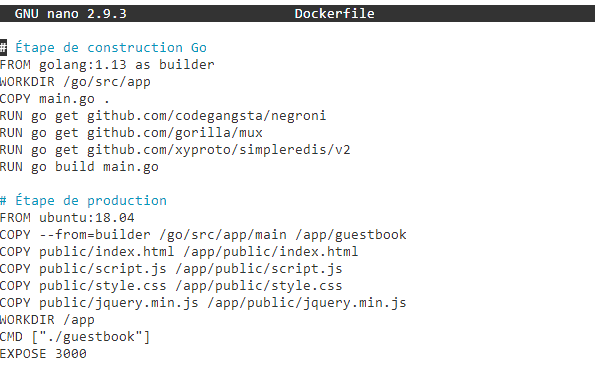 GNU nano 2.9.3 Dockerfile
# Étape de construction Go
FROM golang:1.13 as builder
WORKDIR /go/src/app
COPY main.go .
RUN go get github.com/codegangsta/negroni
RUN go get github.com/gorilla/mux
RUN go get github.com/xyproto/simpleredis/v2
RUN go build main.go
# Étape de production
FROM ubuntu:18.04
COPY --from=builder /go/src/app/main /app/guestbook
COPY public/index.html /app/public/index.html
COPY public/script.js /app/public/script.js
COPY public/style.css /app/public/style.css
COPY public/jquery.min.js /app/public/jquery.min.js
WORKDIR /app
CMD ["./guestbook"]
EXPOSE 3000